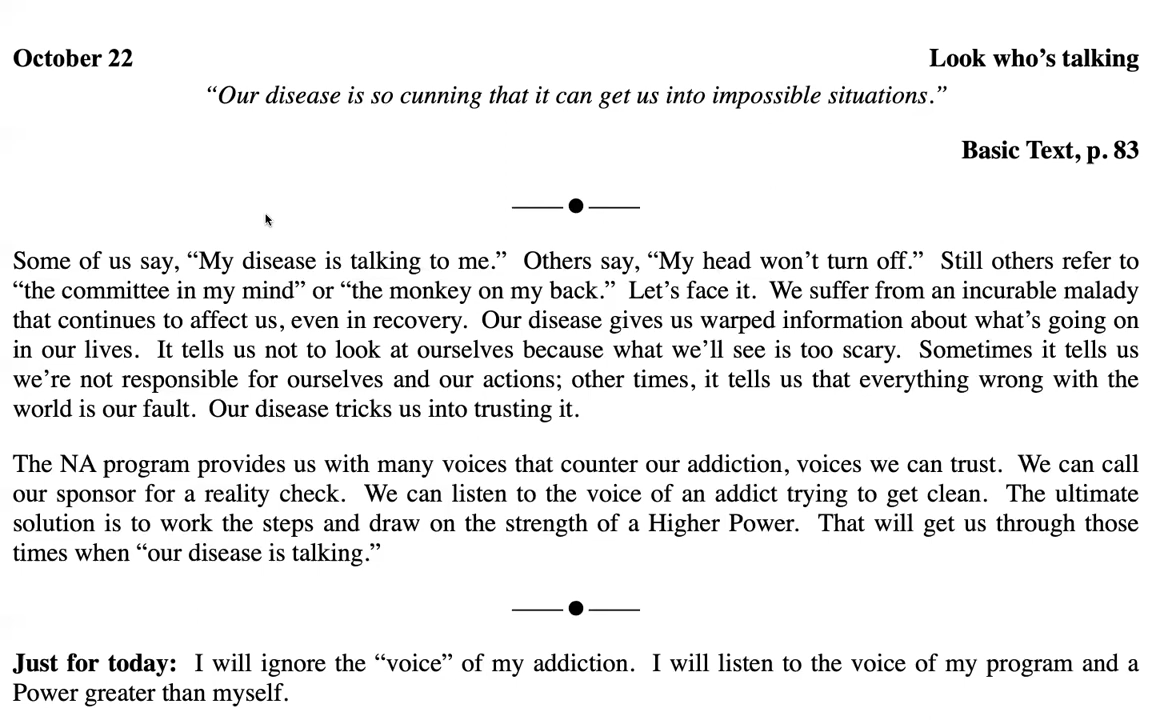 October 22
Look who’s talking
“Our disease is so cunning that it can get us into impossible situations.”
Basic Text, p. 83
Some of us say, “My disease is talking to me.” Others say, “My head won’t turn off.” Still others refer to
“the committee in my mind” or “the monkey on my back.” Let’s face it. We suffer from an incurable malady
that continues to affect us, even in recovery. Our disease gives us warped information about what’s going on
in our lives. It tells us not to look at ourselves because what we’ll see is too scary. Sometimes it tells us
we’re not responsible for ourselves and our actions; other times, it tells us that everything wrong with the
world is our fault. Our disease tricks us into trusting it.
The NA program provides us with many voices that counter our addiction, voices we can trust. We can call
our sponsor for a reality check. We can listen to the voice of an addict trying to get clean. The ultimate
solution is to work the steps and draw on the strength of a Higher Power. That will get us through those
times when “our disease is talking.”
Just for today: I will ignore the “voice” of my addiction. I will listen to the voice of my program and a
Power greater than myself.